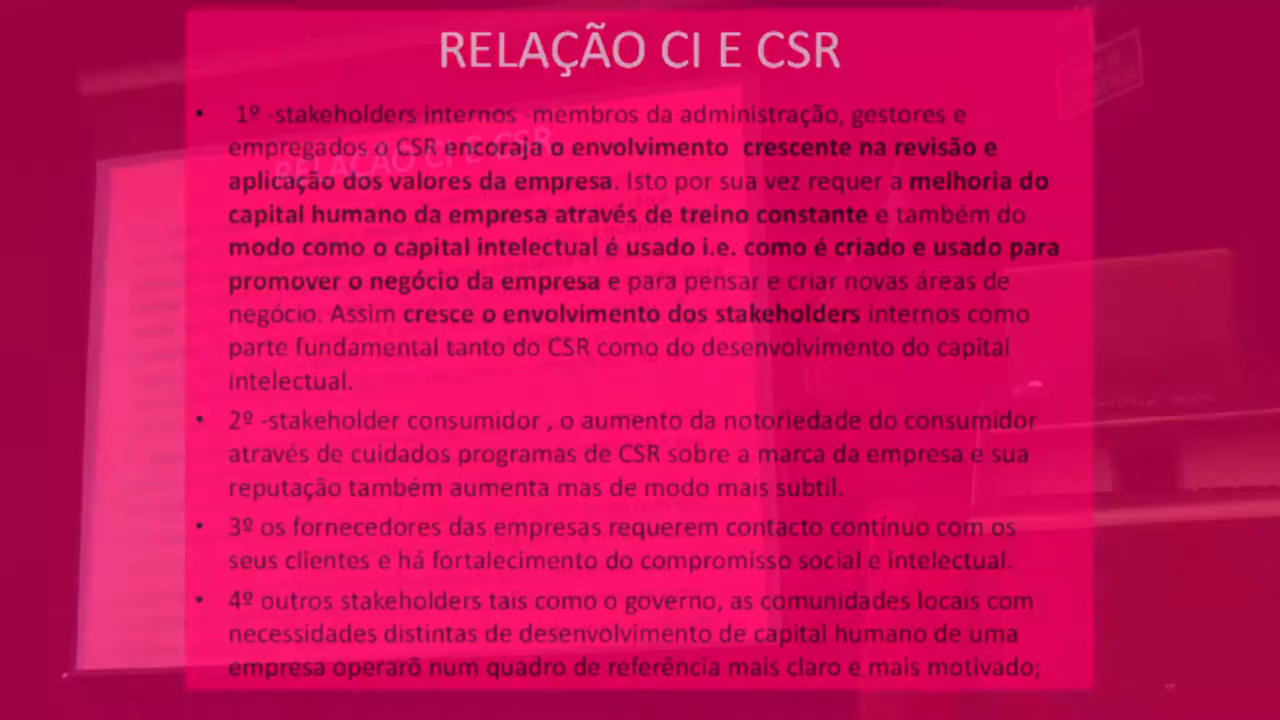 RELAÇÃO CI E CSR
• 1º -stakeholders internos -membros da administração, gestores e
empregados o CSR encoraja o envolvimento crescente na revisão e
aplicação dos valores da empresa. Isto por sua vez requer a melhoria do
capital humano da empresa através de treino constante e também do
modo como o capital intelectual é usado i.e. como é criado e usado para
promover o negócio da empresa e para pensar e criar novas áreas de
negócio. Assim cresce o envolvimento dos stakeholders internos como
parte fundamental tanto do CSR como do desenvolvimento do capital
intelectual.
• 2º -stakeholder consumidor , o aumento da notoriedade do consumidor
através de cuidados programas de CSR sobre a marca da empresa e sua
reputação também aumenta mas de modo mais subtil.
• 3º os fornecedores das empresas requerem contacto contínuo com os
seus clientes e há fortalecimento do compromisso social e intelectual.
• 4º outros stakeholders tais como o governo, as comunidades locais com
necessidades distintas de desenvolvimento de capital humano de uma
empresa operarõ num quadro de referência mais claro e mais motivado;
RELAÇÃO CI E CSR